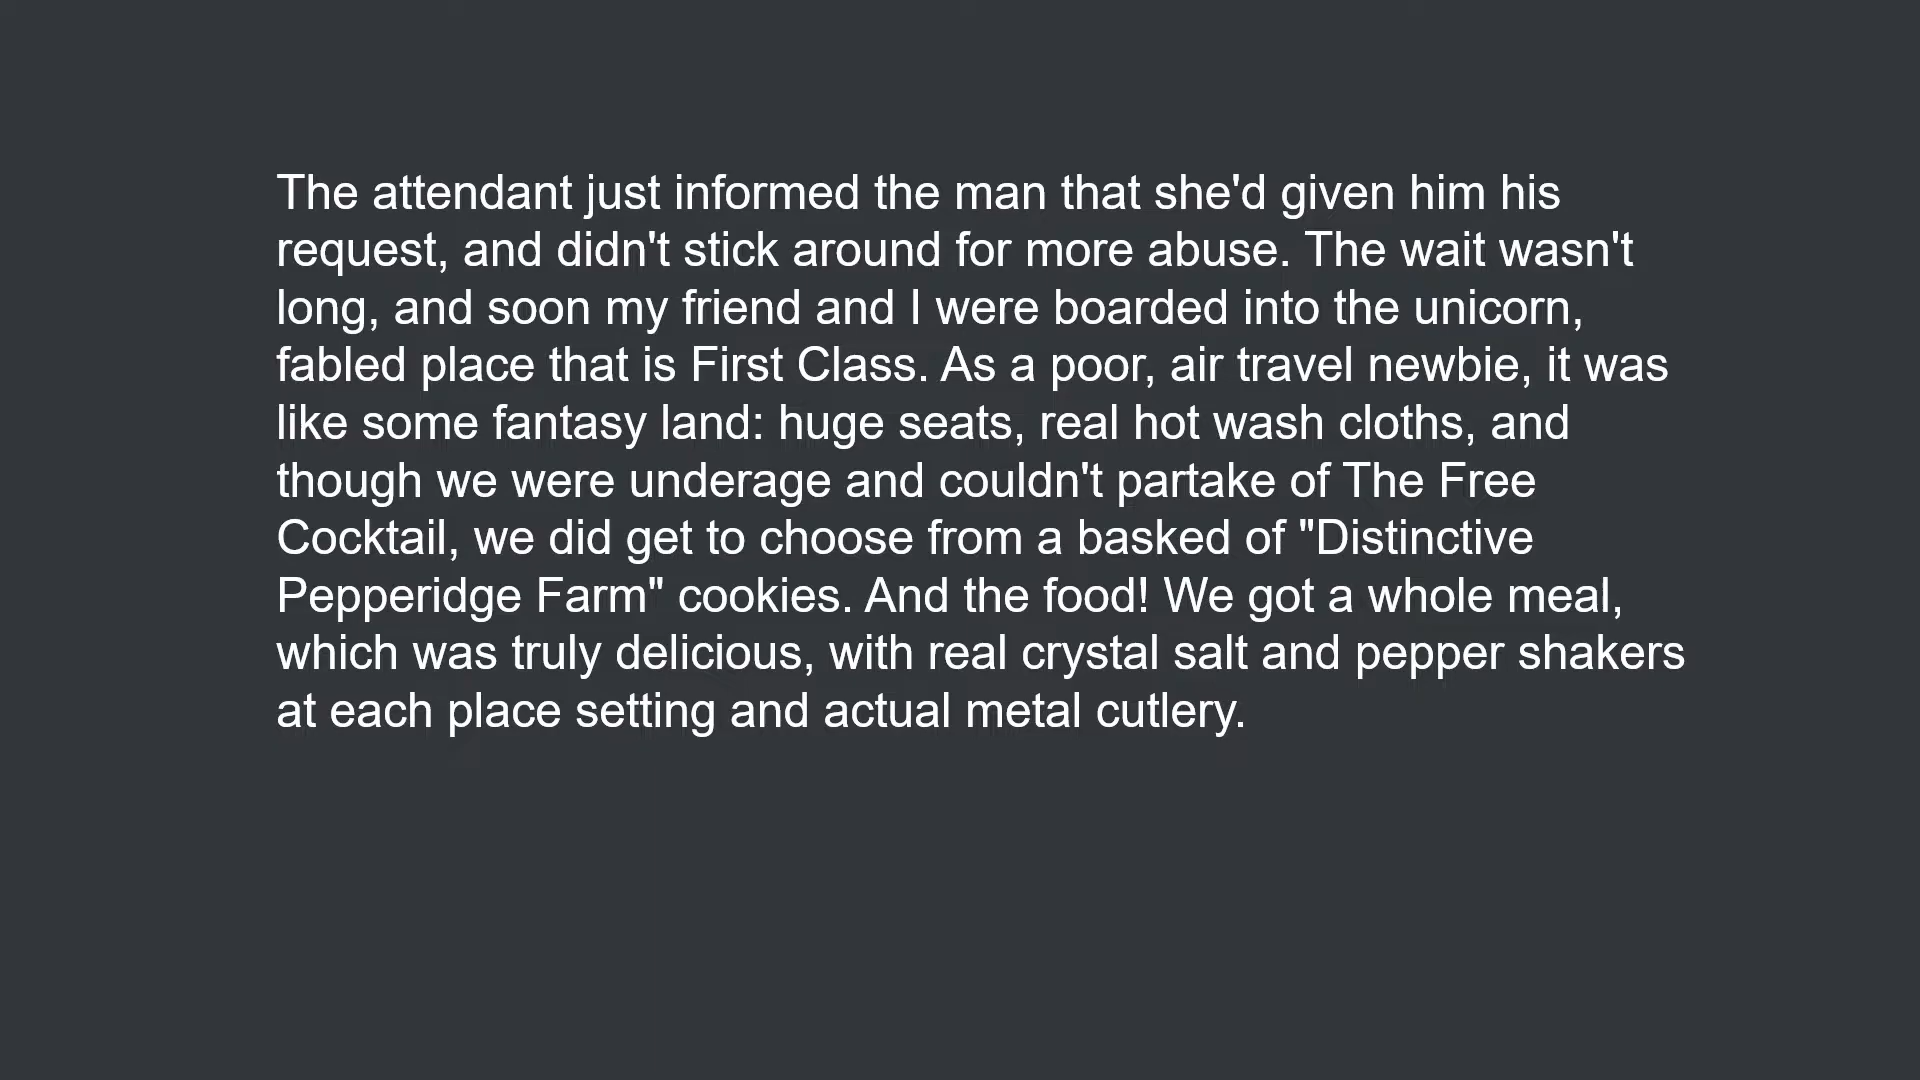 The attendant just informed the man that she'd given him his
request, and didn't stick around for more abuse. The wait wasn't
long, and soon my friend and I were boarded into the unicorn,
fabled place that is First Class. As a poor, air travel newbie, it was
like some fantasy land: huge seats, real hot wash cloths, and
though we were underage and couldn't partake of The Free
Cocktail, we did get to choose from a basked of "Distinctive
Pepperidge Farm" cookies. And the food! We got a whole meal,
which was truly delicious, with real crystal salt and pepper shakers
at each place setting and actual metal cutlery.